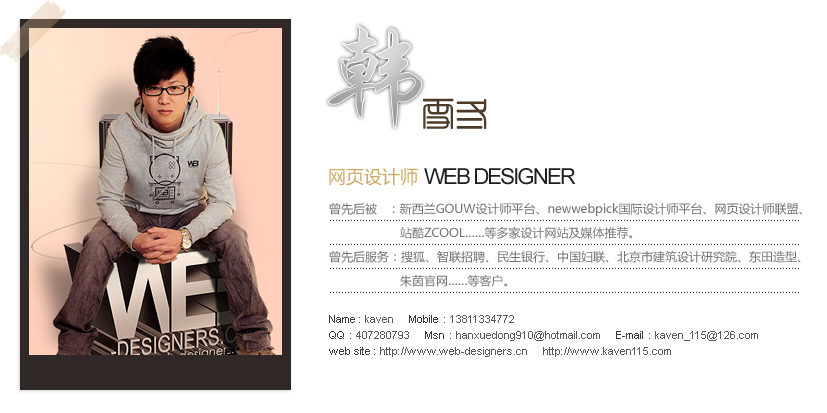 韩
雪冬
网页设计师 WEB DESIGNER
曾先后被 ：新西兰GOUW设计师平台、newwebpick国际设计师平台、网页设计师联盟、
站酷ZCOOL……等多家设计网站及媒体推荐。
曾先后服务：搜狐、智联招聘、民生银行、中国妇联、北京市建筑设计研究院、东田造型、
朱茵官网……等客户。
Name : kaven Mobile : 13811334772
QQ : 407280793 Msn : hanxuedong910@hotmail.com E-mail : kaven_115@126.com
web site : http://www.web-designers.cn http://www.kaven115.com
WE
DESIGNERS.C